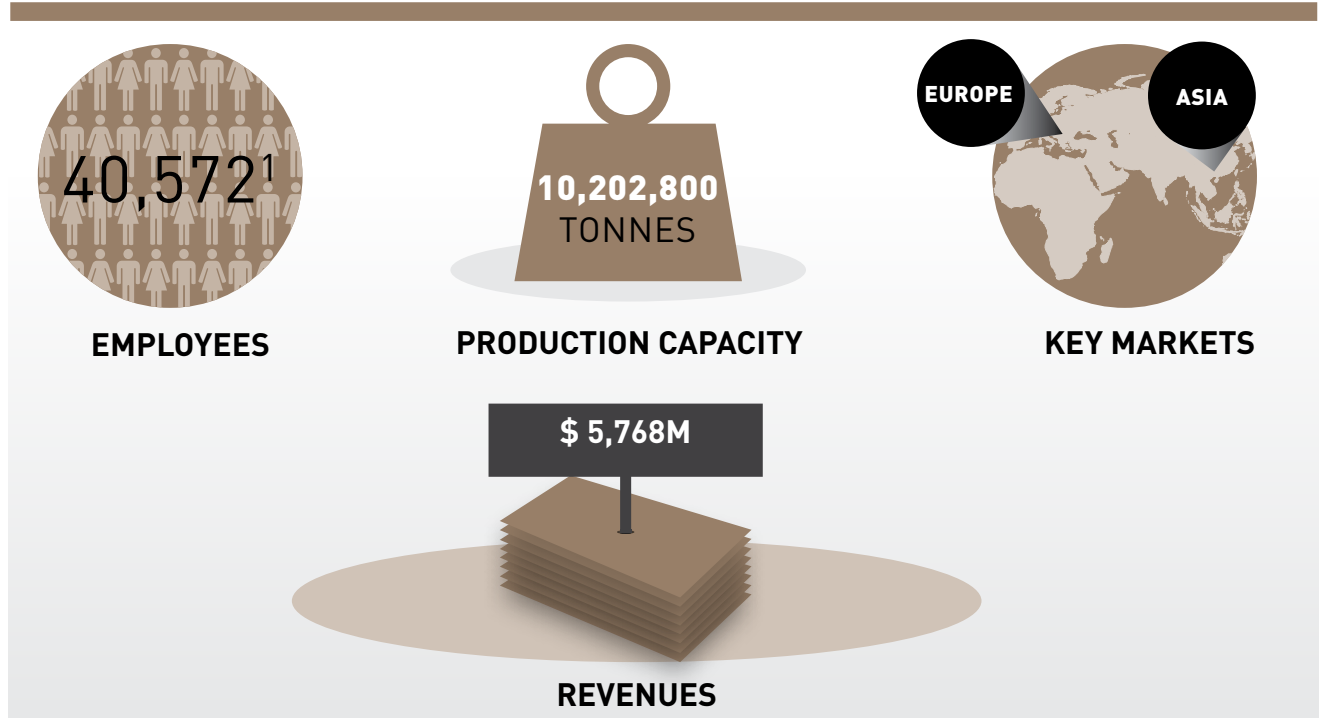 40,572¹
EMPLOYEES
10,202,800
TONNES
PRODUCTION CAPACITY
EUROPE
ASIA
KEY MARKETS
$ 5,768M
REVENUES